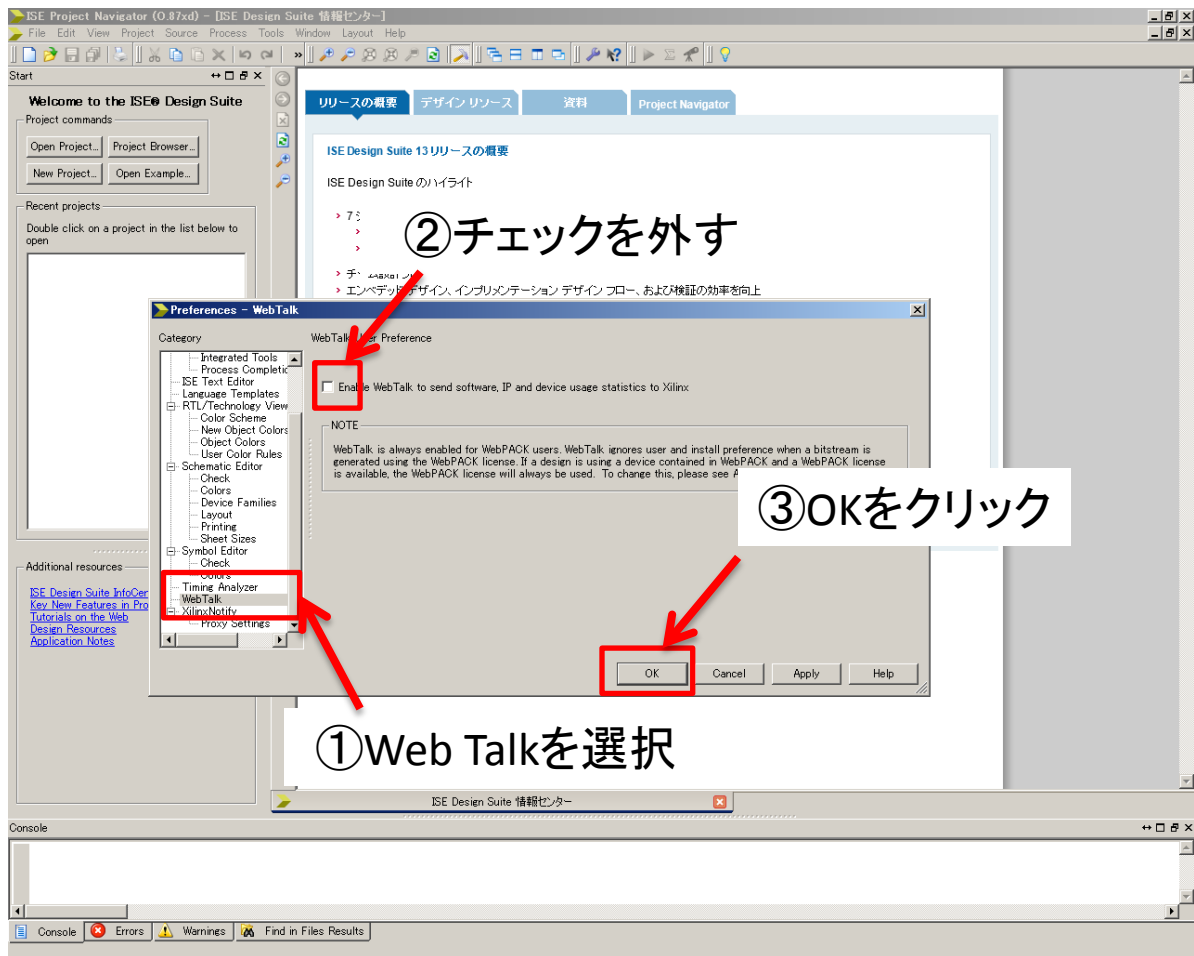 ISE Project Navigator (O.87xd) - [ISE Design Suite 情報センター]
File Edit View Project Source Process Tools Window Layout Help
Start
Welcome to the ISE® Design Suite
Project commands
Open Project... Project Browser...
New Project... Open Example...
Recent projects
Double click on a project in the list below to
open
Additional resources
ISE Design Suite InfoCer
Key New Features in Pro
Tutorials on the Web
Design Resources
Application Notes
リリースの概要 デザイン リソース 資料 Project Navigator
ISE Design Suite 13 リリースの概要
ISE Design Suite のハイライト
②チェックを外す
エンベデッド デザイン、インプリメンテーション デザイン フロー、および検証の効率を向上
Preferences - WebTalk
Category
Integrated Tools
Process Completic
ISE Text Editor
Language Templates
RTL/Technology View
Color Scheme
New Object Colors
Object Colors
User Color Rules
Schematic Editor
Check
Colors
Device Families
Layout
Printing
Sheet Sizes
Symbol Editor
Check
Colors
Timing Analyzer
WebTalk
XilinxNotify
Proxy Settings
WebTalk User Preference
Enable WebTalk to send software, IP and device usage statistics to Xilinx
NOTE
WebTalk is always enabled for WebPACK users. WebTalk ignores user and install preference when a bitstream is
generated using the WebPACK license. If a design is using a device contained in WebPACK and a WebPACK license
is available, the WebPACK license will always be used. To change this, please see A
③OKをクリック
OK Cancel Apply Help
①Web Talkを選択
ISE Design Suite 情報センター
Console
Console Errors Warnings Find in Files Results